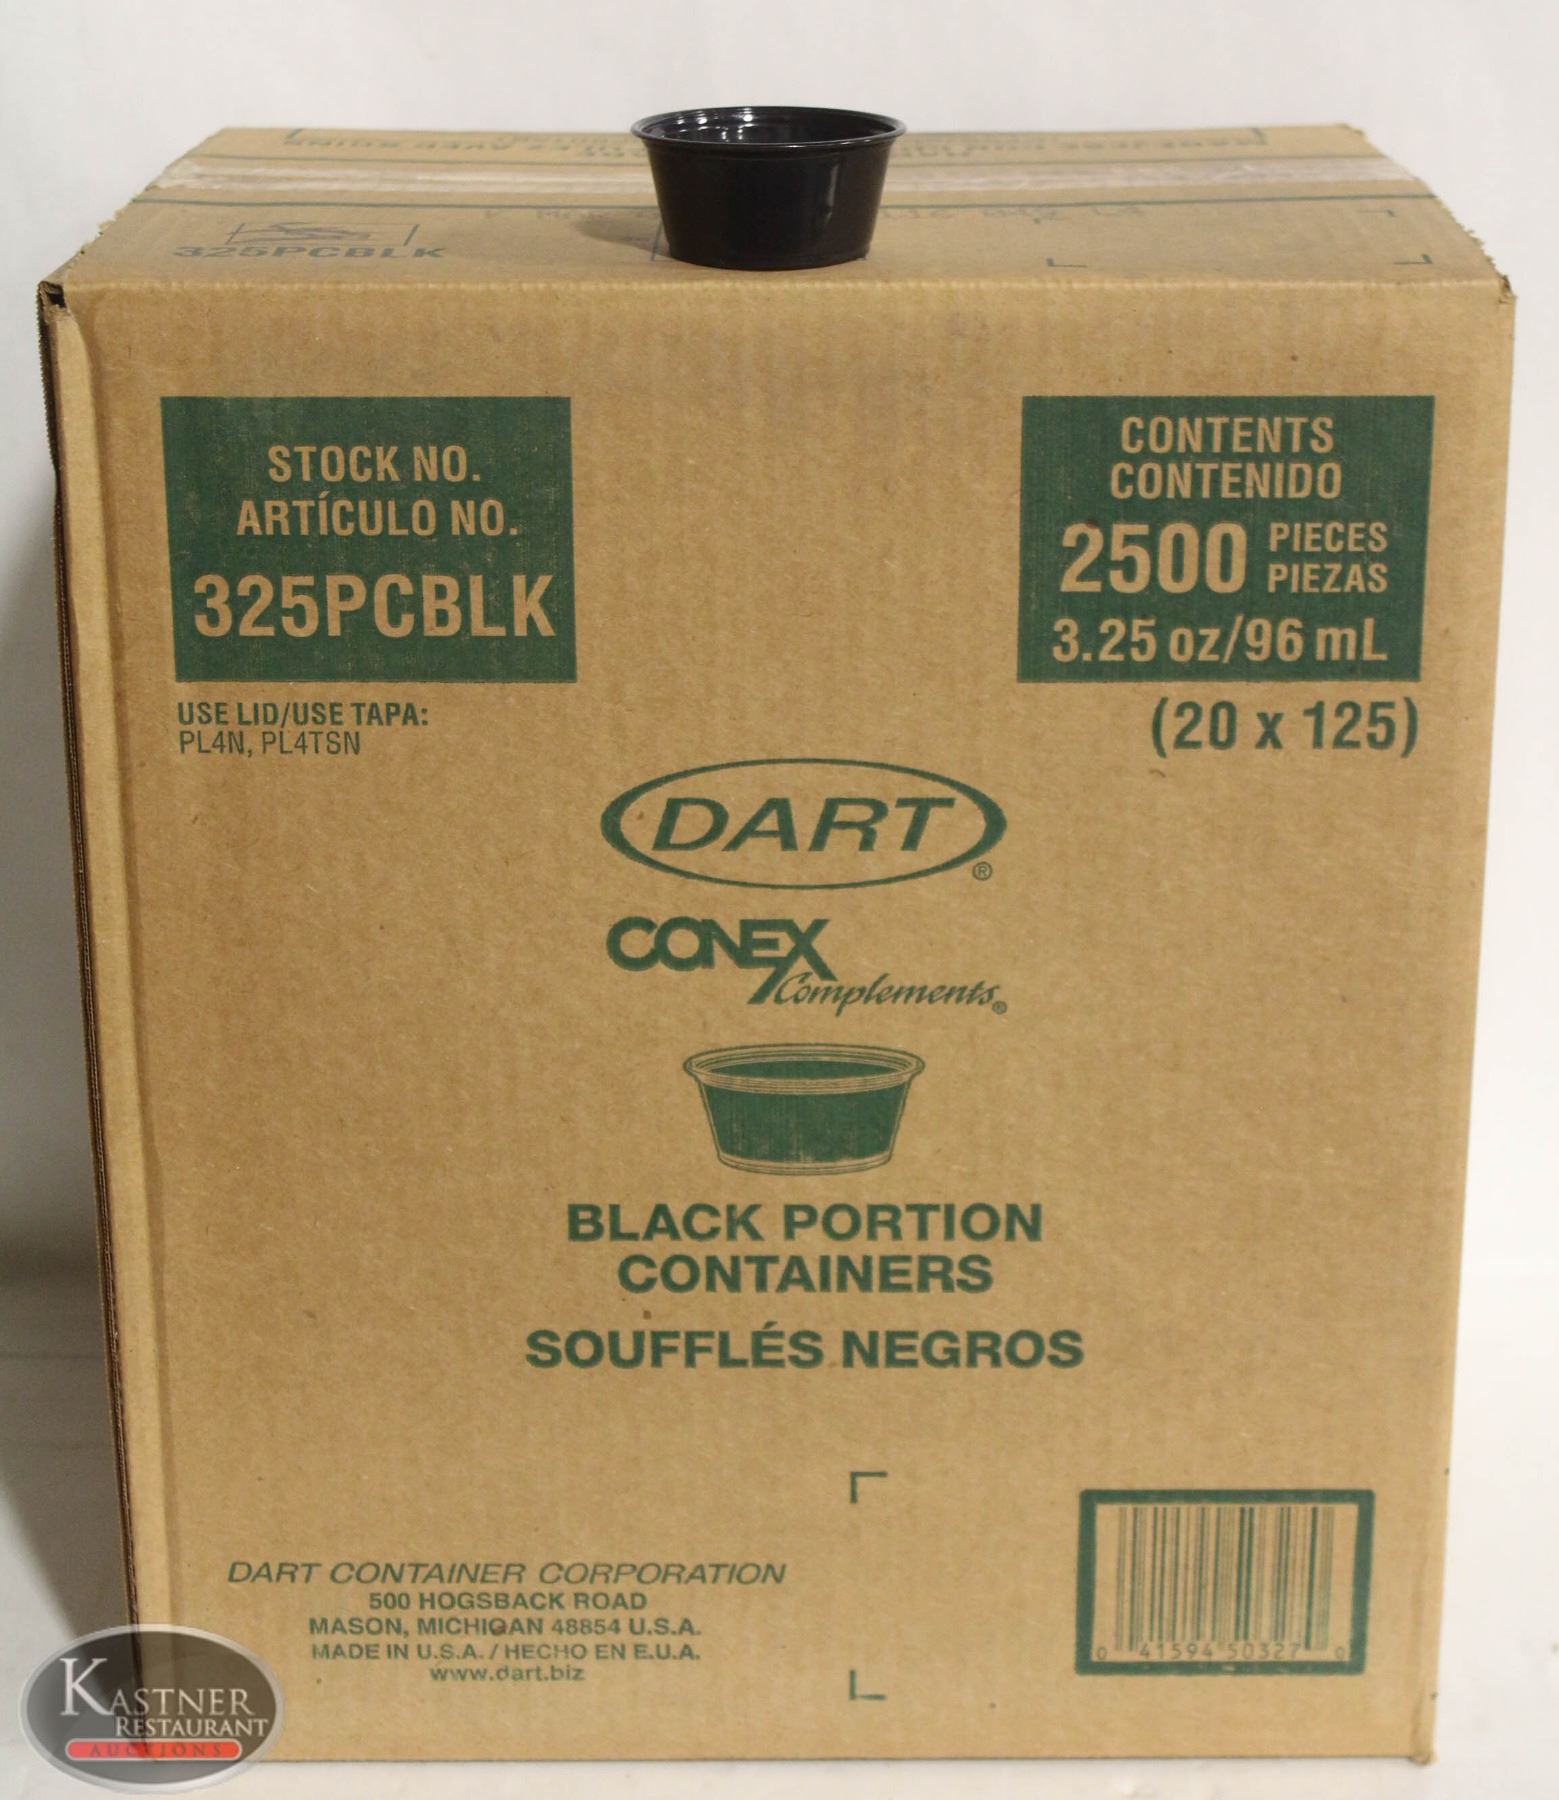 325PCBLK
STOCK NO.
ARTÍCULO NO.
325PCBLK
CONTENTS
CONTENIDO
2500 PIECES
PIEZAS
3.25 oz/96 mL
USE LID/USE TAPA:
PL4N, PL4TSN
(20 x 125)
DART®
CONEX
Complements®
BLACK PORTION
CONTAINERS
SOUFFLÉS NEGROS
DART CONTAINER CORPORATION
500 HOGSBACK ROAD
MASON, MICHIGAN 48854 U.S.A.
MADE IN U.S.A. / HECHO EN E.U.A.
www.dart.biz
0 41594 50327 0
KASTNER
RESTAURANT
AUCTIONS